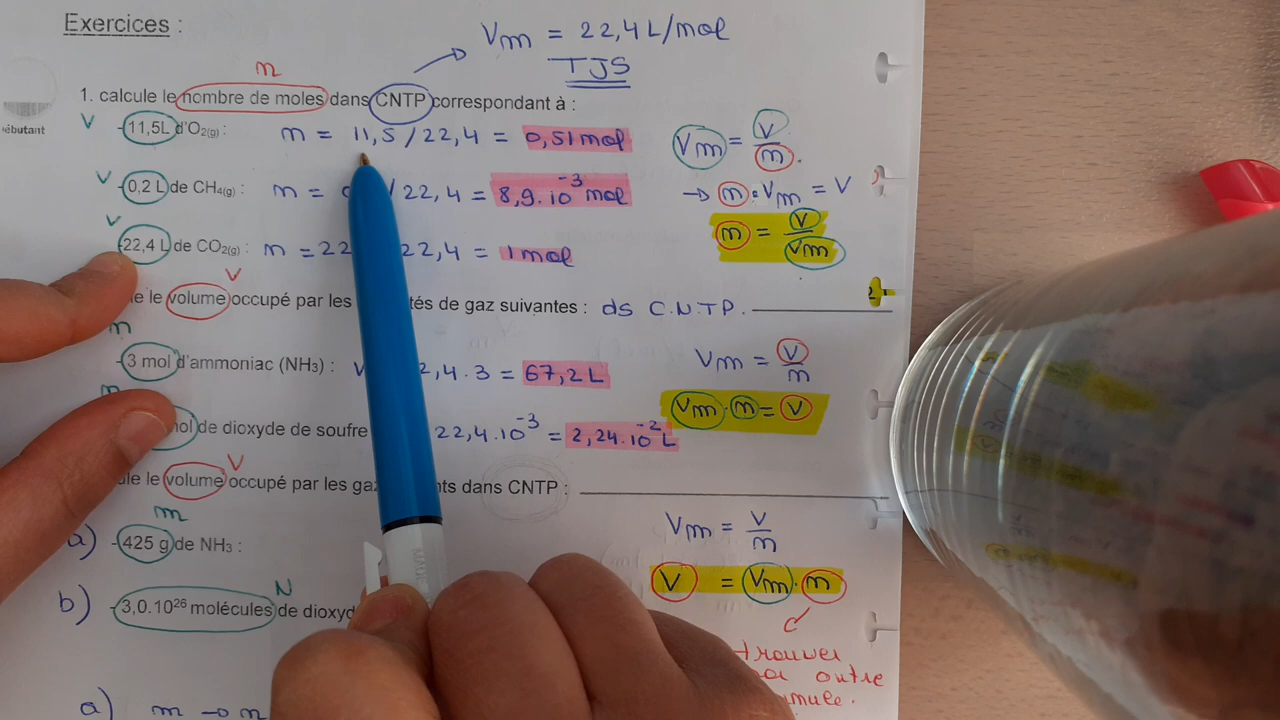 Exercices :
Vm = 22,4 L/mol
TJS
n
1. calcule le nombre de moles dans CNTP correspondant à :
débutant
V - 11,5L d'O2(g) : n = 11,5 / 22,4 = 0,51 mol
Vm = V/n.
V - 0,2 L de CH4(g) : n = / 22,4 = 8,9.10⁻³ mol
→ n.Vm = V
V - 22,4 L de CO2(g) : n = 22 22,4 = 1 mol
n = V/Vm
V
le volume occupé par les gaz suivantes : ds C.N.T.P.
de gaz
n
- 3 mol d'ammoniac (NH3) : 2,4 . 3 = 67,2 L
Vm = V/n
Vm . n = V
de dioxyde de soufre 22,4.10⁻³ = 2,24.10⁻² L
V
le volume occupé par les dans CNTP :
m
a) - 425 g de NH3 :
Vm = V/n
V = Vm . n
N
b) - 3,0.10²⁶ molécules de
trouver
outre
a) m → n